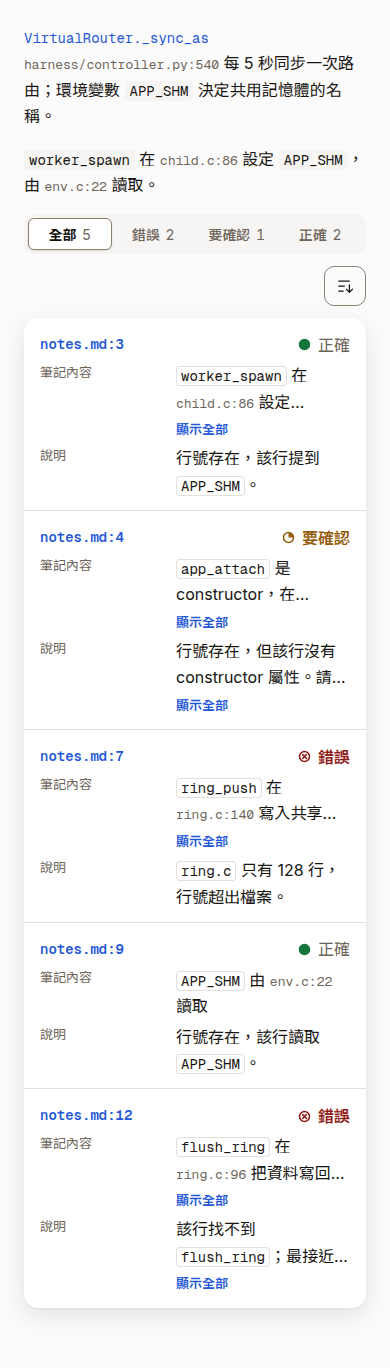 VirtualRouter._sync_as
harness/controller.py:540 每 5 秒同步一次路
由；環境變數 APP_SHM 決定共用記憶體的名
稱。
worker_spawn 在 child.c:86 設定 APP_SHM，
由 env.c:22 讀取。
全部 5 錯誤 2 要確認 1 正確 2
notes.md:3 正確
筆記內容 worker_spawn 在
child.c:86 設定…
顯示全部
說明 行號存在，該行提到
APP_SHM。
notes.md:4 要確認
筆記內容 app_attach 是
constructor，在…
顯示全部
說明 行號存在，但該行沒有
constructor 屬性。請…
顯示全部
notes.md:7 錯誤
筆記內容 ring_push 在
ring.c:140 寫入共享…
顯示全部
說明 ring.c 只有 128 行，
行號超出檔案。
notes.md:9 正確
筆記內容 APP_SHM 由 env.c:22
讀取
說明 行號存在，該行讀取
APP_SHM。
notes.md:12 錯誤
筆記內容 flush_ring 在
ring.c:96 把資料寫回…
顯示全部
說明 該行找不到
flush_ring；最接近…
顯示全部